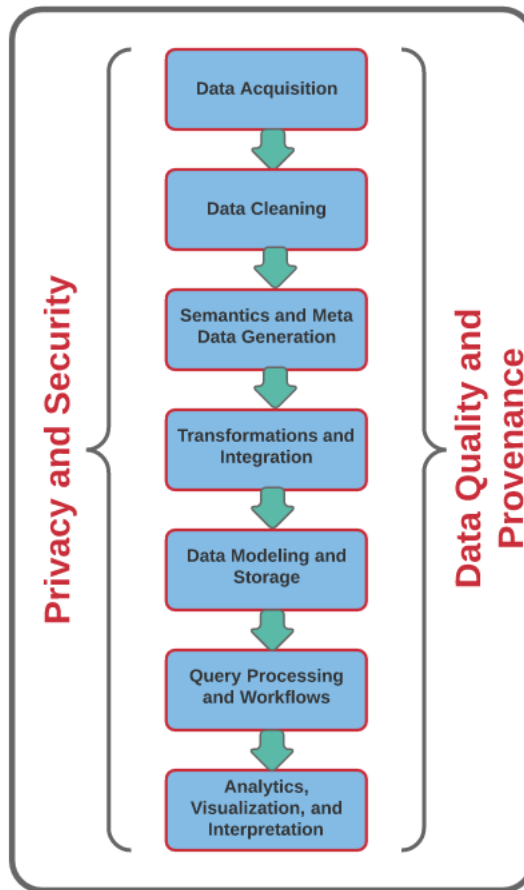 Privacy and Security
Data Acquisition
Data Cleaning
Semantics and Meta
Data Generation
Transformations and
Integration
Data Modeling and
Storage
Query Processing
and Workflows
Analytics,
Visualization, and
Interpretation
Data Quality and
Provenance